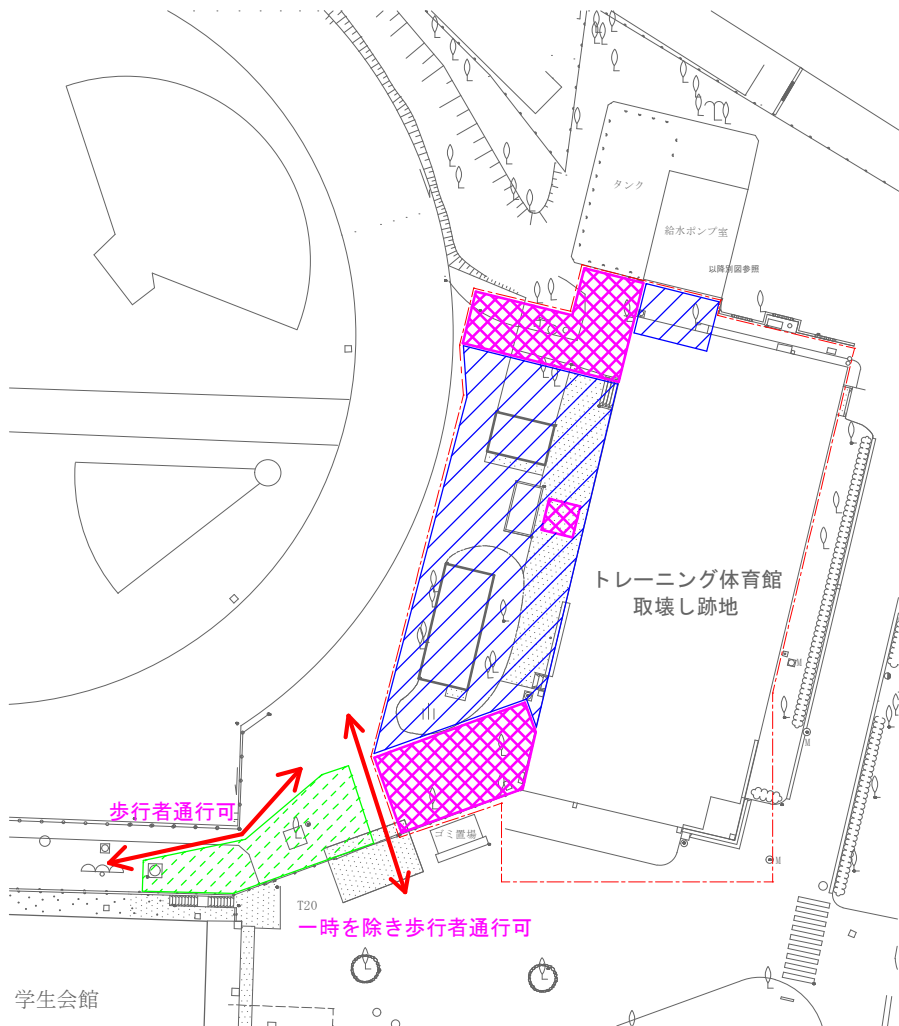 タンク
給水ポンプ室
以降別図参照
トレーニング体育館
取壊し跡地
歩行者通行可
ゴミ置場
T20
一時を除き歩行者通行可
学生会館
M
M
M